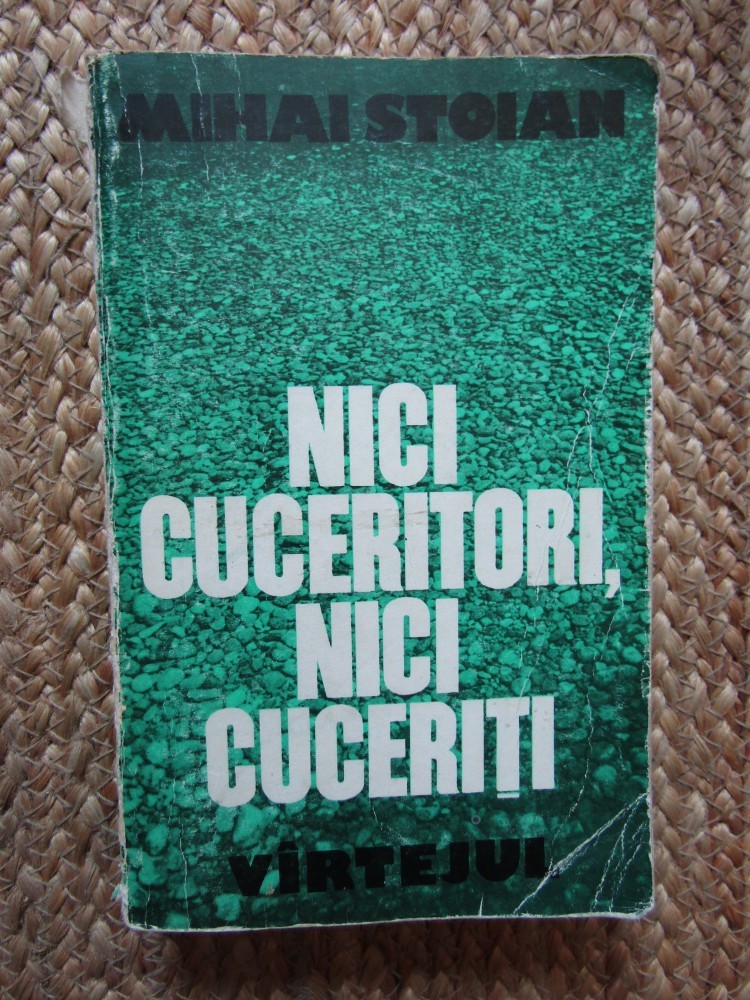 MIHAI STOIAN
NICI
CUCERITORI,
NICI
CUCERIȚI
VÎRTEJUL